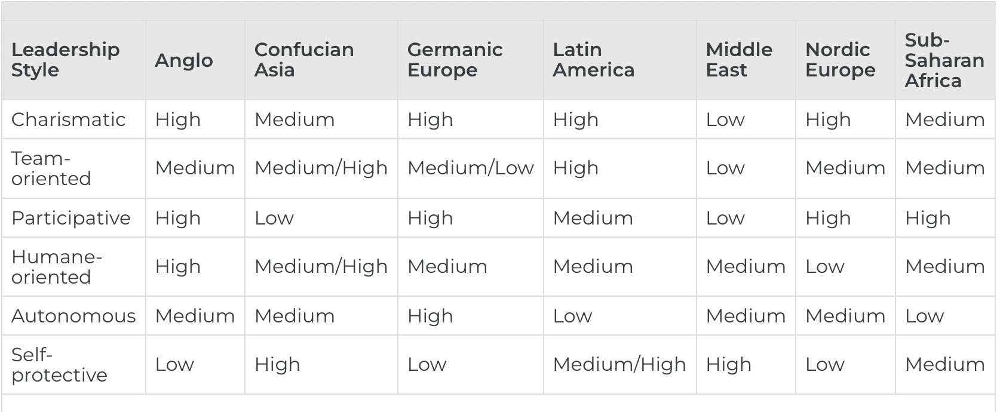 Leadership Style	Anglo	Confucian Asia	Germanic Europe	Latin America	Middle East	Nordic Europe	Sub-Saharan Africa
Charismatic	High	Medium	High	High	Low	High	Medium
Team-oriented	Medium	Medium/High	Medium/Low	High	Low	Medium	Medium
Participative	High	Low	High	Medium	Low	High	High
Humane-oriented	High	Medium/High	Medium	Medium	Medium	Low	Medium
Autonomous	Medium	Medium	High	Low	Medium	Medium	Low
Self-protective	Low	High	Low	Medium/High	High	Low	Medium